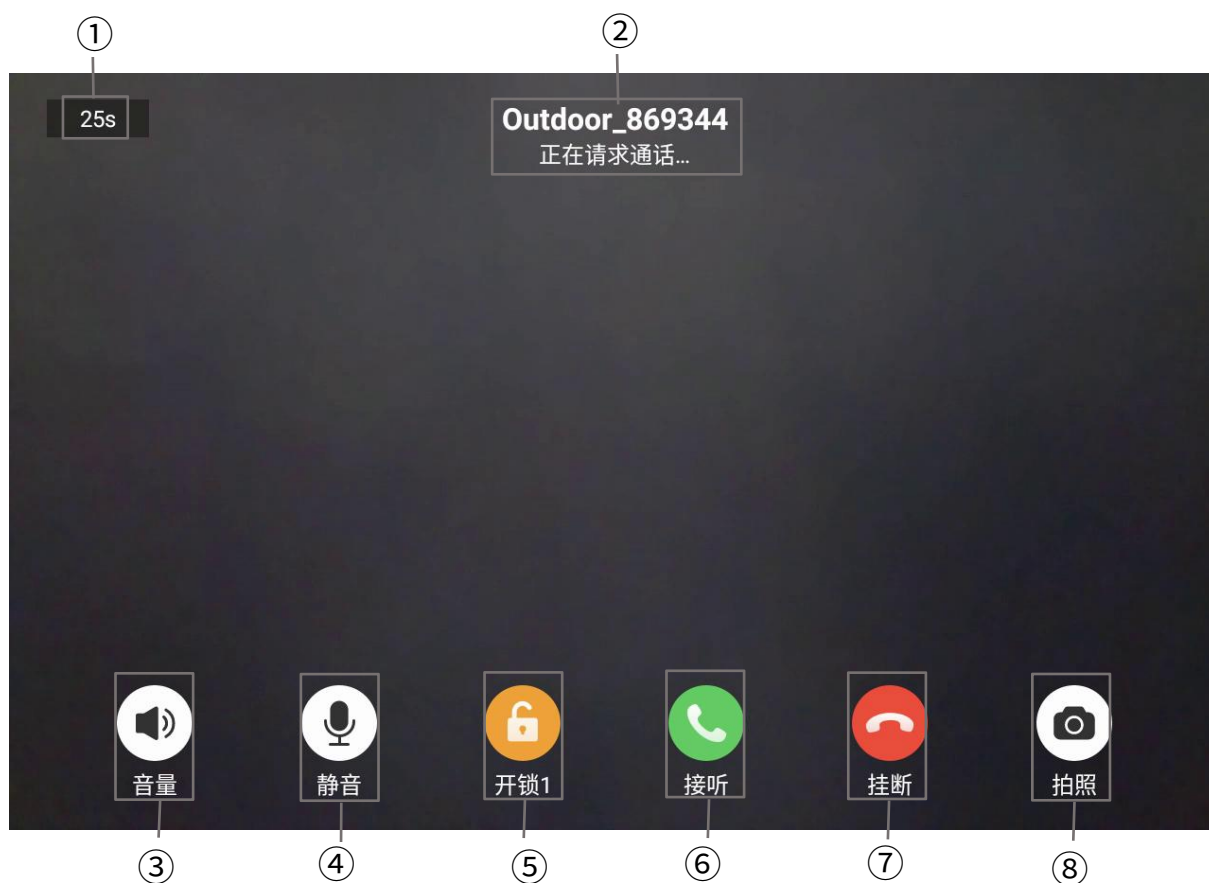 ①
②
25s
Outdoor_869344
正在请求通话...
音量
静音
开锁1
接听
挂断
拍照
③
④
⑤
⑥
⑦
⑧